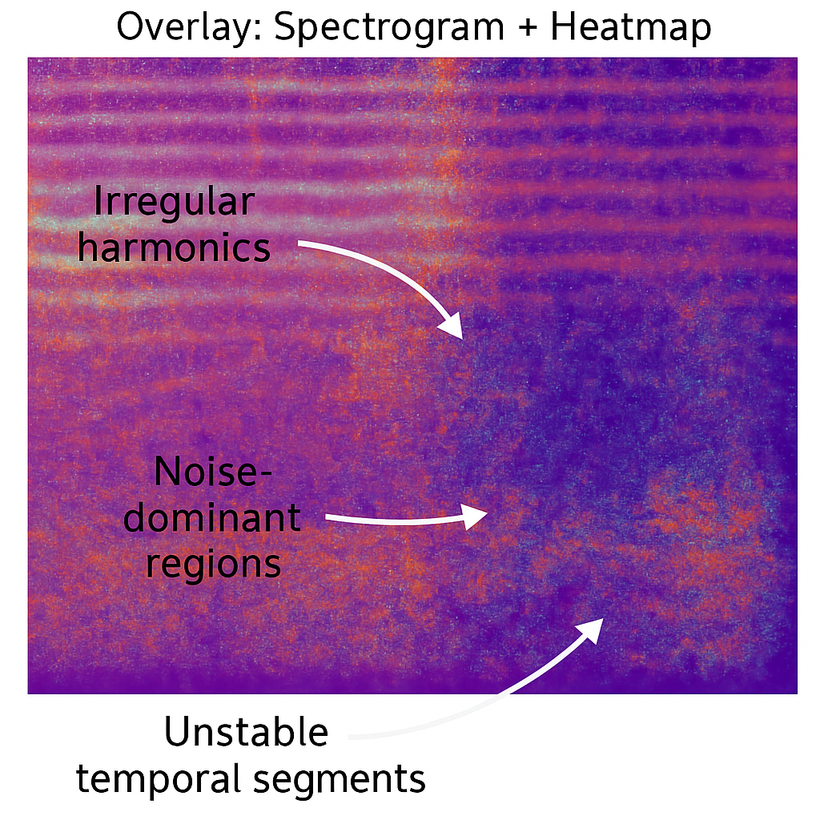 Overlay: Spectrogram + Heatmap
Irregular
harmonics
Noise-
dominant
regions
Unstable
temporal segments